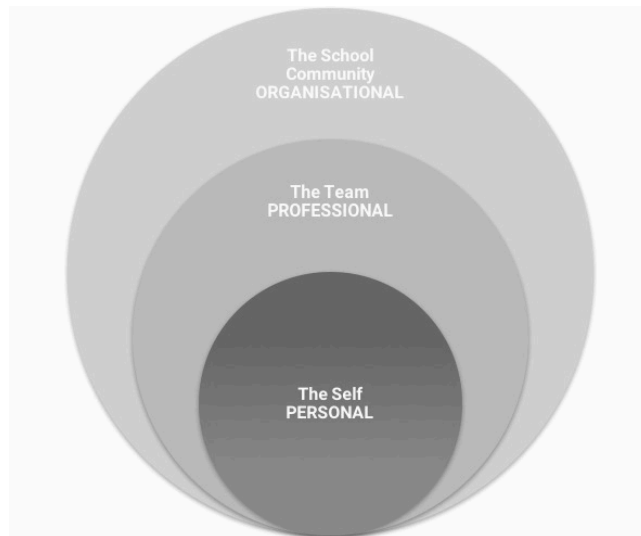 The School
Community
ORGANISATIONAL
The Team
PROFESSIONAL
The Self
PERSONAL